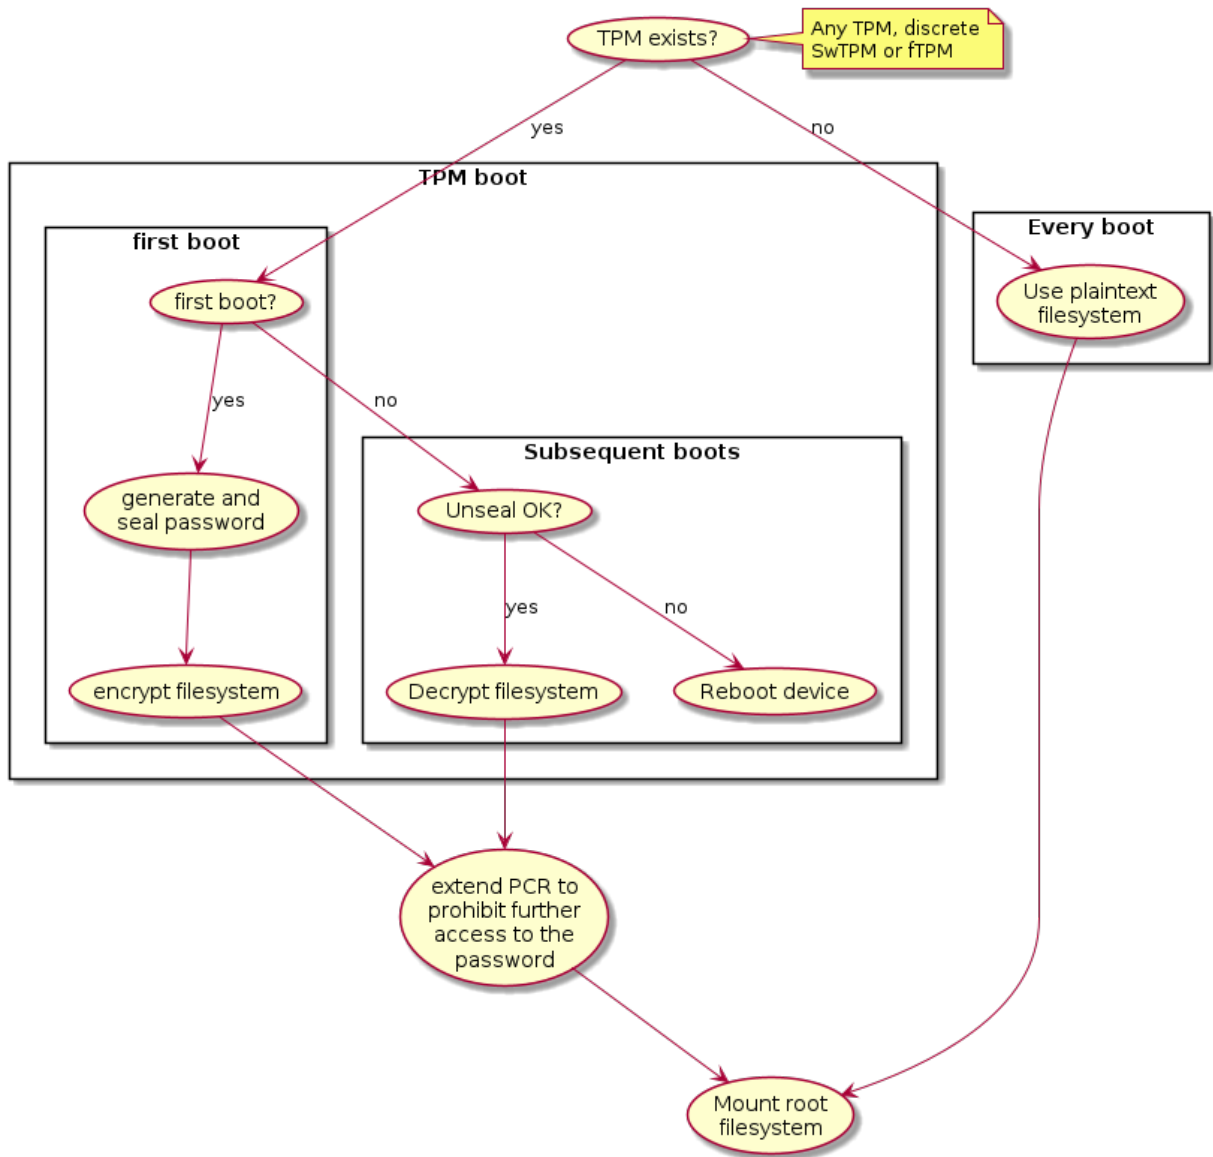 TPM exists?
Any TPM, discrete
SwTPM or fTPM
yes
no
TPM boot
first boot
Every boot
first boot?
Use plaintext
filesystem
yes
no
Subsequent boots
generate and
seal password
Unseal OK?
yes
no
encrypt filesystem
Decrypt filesystem
Reboot device
extend PCR to
prohibit further
access to the
password
Mount root
filesystem